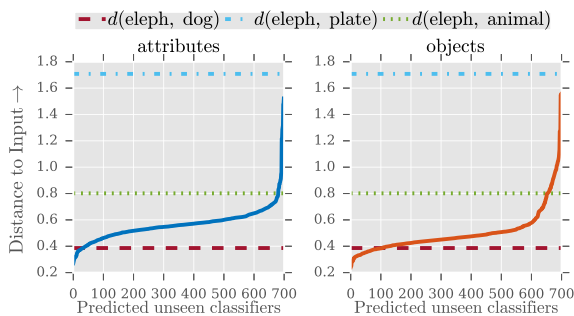 d(eleph, dog) d(eleph, plate) d(eleph, animal)
attributes objects
Distance to Input →
1.8 1.8
1.6 1.6
1.4 1.4
1.2 1.2
1.0 1.0
0.8 0.8
0.6 0.6
0.4 0.4
0.2 0.2
0 100 200 300 400 500 600 700 0 100 200 300 400 500 600 700
Predicted unseen classifiers Predicted unseen classifiers